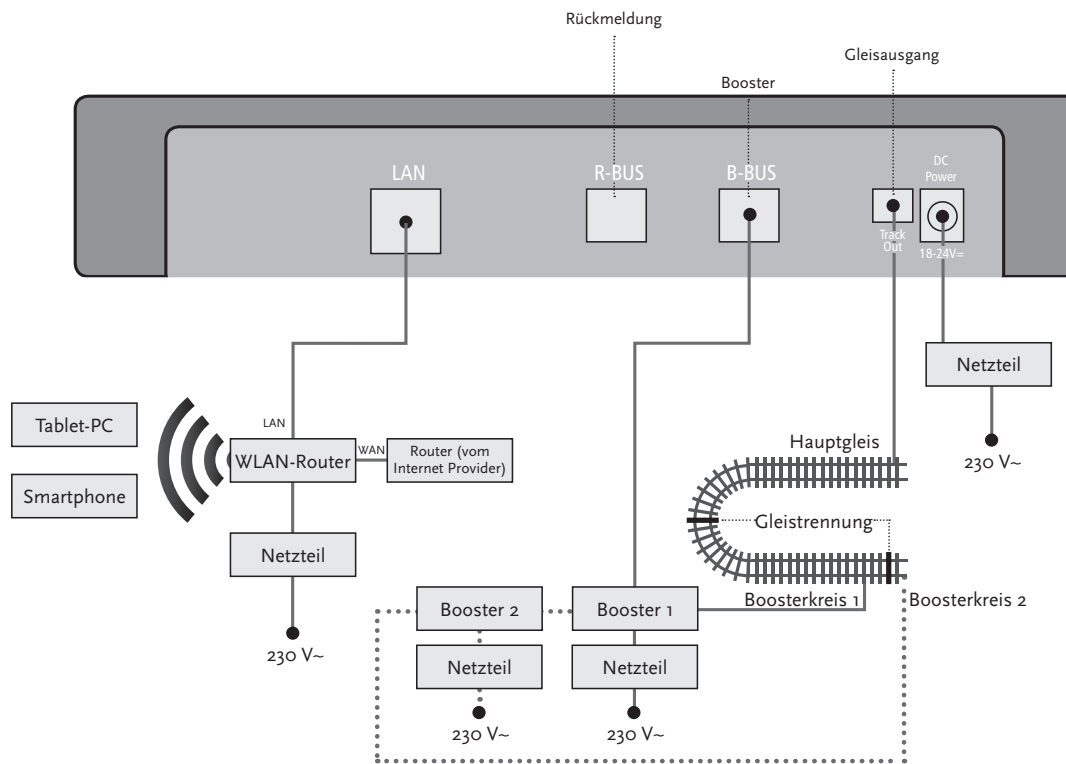 Rückmeldung
Gleisausgang
Booster
LAN
R-BUS
B-BUS
DC
Power
Track
Out
18-24V=
Netzteil
230 V~
Tablet-PC
Smartphone
LAN
WLAN-Router
WAN
Router (vom
Internet Provider)
Netzteil
230 V~
Hauptgleis
Gleistrennung
Boosterkreis 1
Boosterkreis 2
Booster 2
Booster 1
Netzteil
Netzteil
230 V~
230 V~